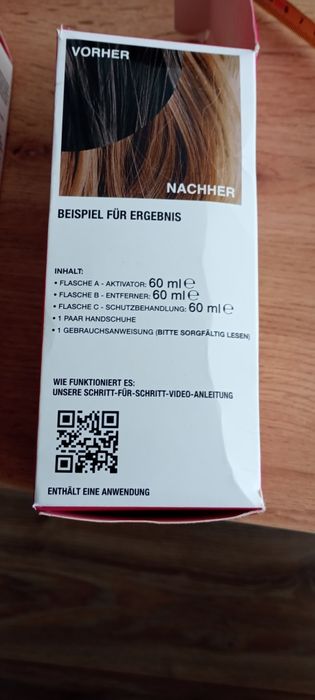 VORHER
NACHHER
BEISPIEL FÜR ERGEBNIS
INHALT:
• FLASCHE A - AKTIVATOR: 60 ml ℮
• FLASCHE B - ENTFERNER: 60 ml ℮
• FLASCHE C - SCHUTZBEHANDLUNG: 60 ml ℮
• 1 PAAR HANDSCHUHE
• 1 GEBRAUCHSANWEISUNG (BITTE SORGFÄLTIG LESEN)
WIE FUNKTIONIERT ES:
UNSERE SCHRITT-FÜR-SCHRITT-VIDEO-ANLEITUNG
ENTHÄLT EINE ANWENDUNG